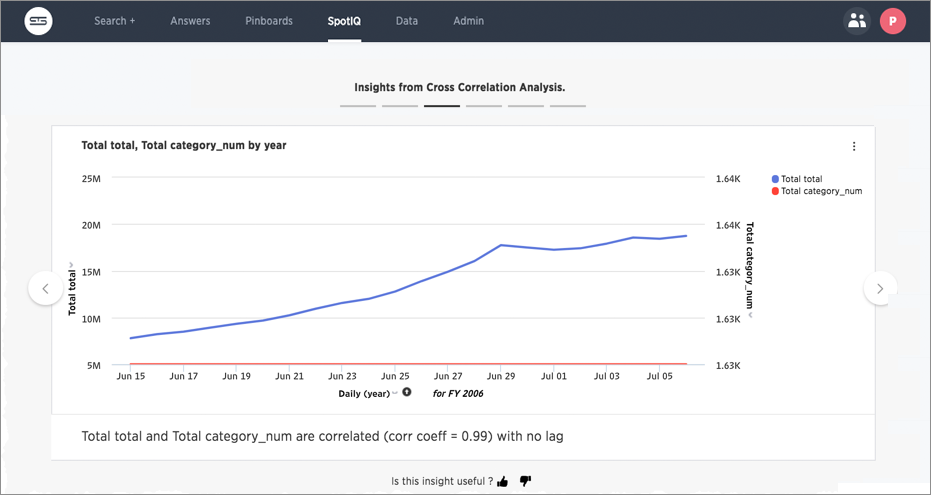 Search + Answers Pinboards SpotIQ Data Admin P
Insights from Cross Correlation Analysis.
Total total, Total category_num by year
25M
20M
15M
10M
5M
Total total
1.64K
1.64K
1.63K
1.63K
1.63K
Total category_num
Total total
Total category_num
Jun 15 Jun 17 Jun 19 Jun 21 Jun 23 Jun 25 Jun 27 Jun 29 Jul 01 Jul 03 Jul 05
Daily (year) for FY 2006
Total total and Total category_num are correlated (corr coeff = 0.99) with no lag
Is this insight useful ?